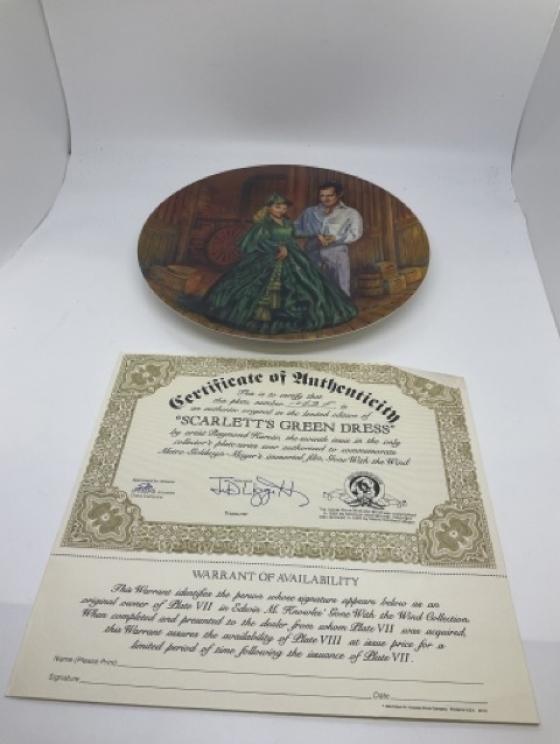 Certificate of Authenticity
This is to certify that
this plate number is
an authentic original in the limited edition of
"SCARLETT'S GREEN DRESS"
by artist Raymond Kursár, the seventh issue in the only
collector's plate series ever authorized to commemorate
Metro-Goldwyn-Mayer's immortal film, Gone With the Wind
Treasurer
WARRANT OF AVAILABILITY
This Warrant identifies the person whose signature appears below as an
original owner of Plate VII in Edwin M. Knowles' Gone With the Wind Collection.
When completed and presented to the dealer from whom Plate VII was acquired,
this Warrant assures the availability of Plate VIII at issue price for a
limited period of time following the issuance of Plate VII.
Name (Please Print)
Signature
Date